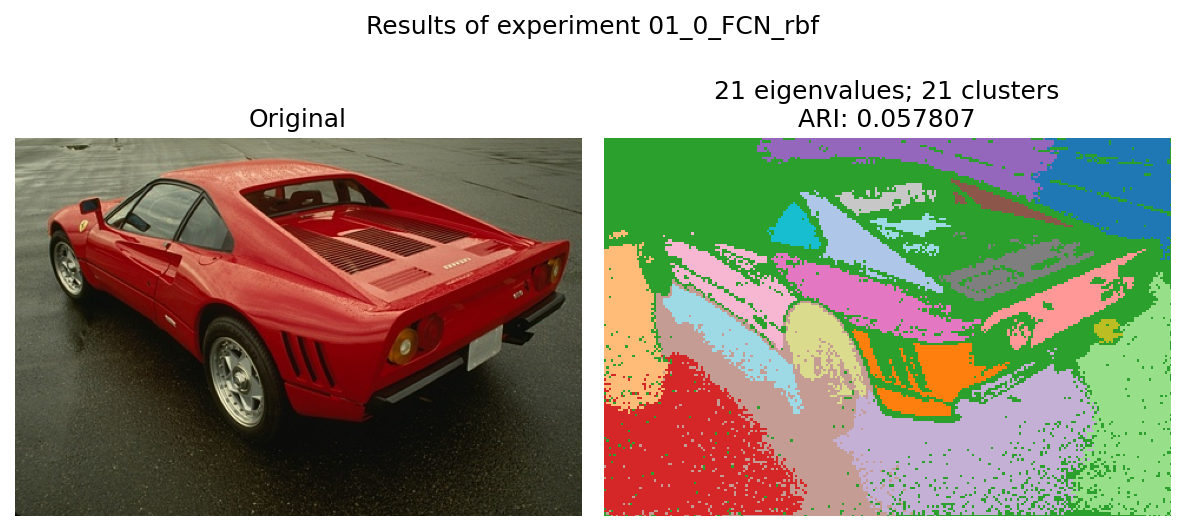 Results of experiment 01_0_FCN_rbf
Original
21 eigenvalues; 21 clusters
ARI: 0.057807